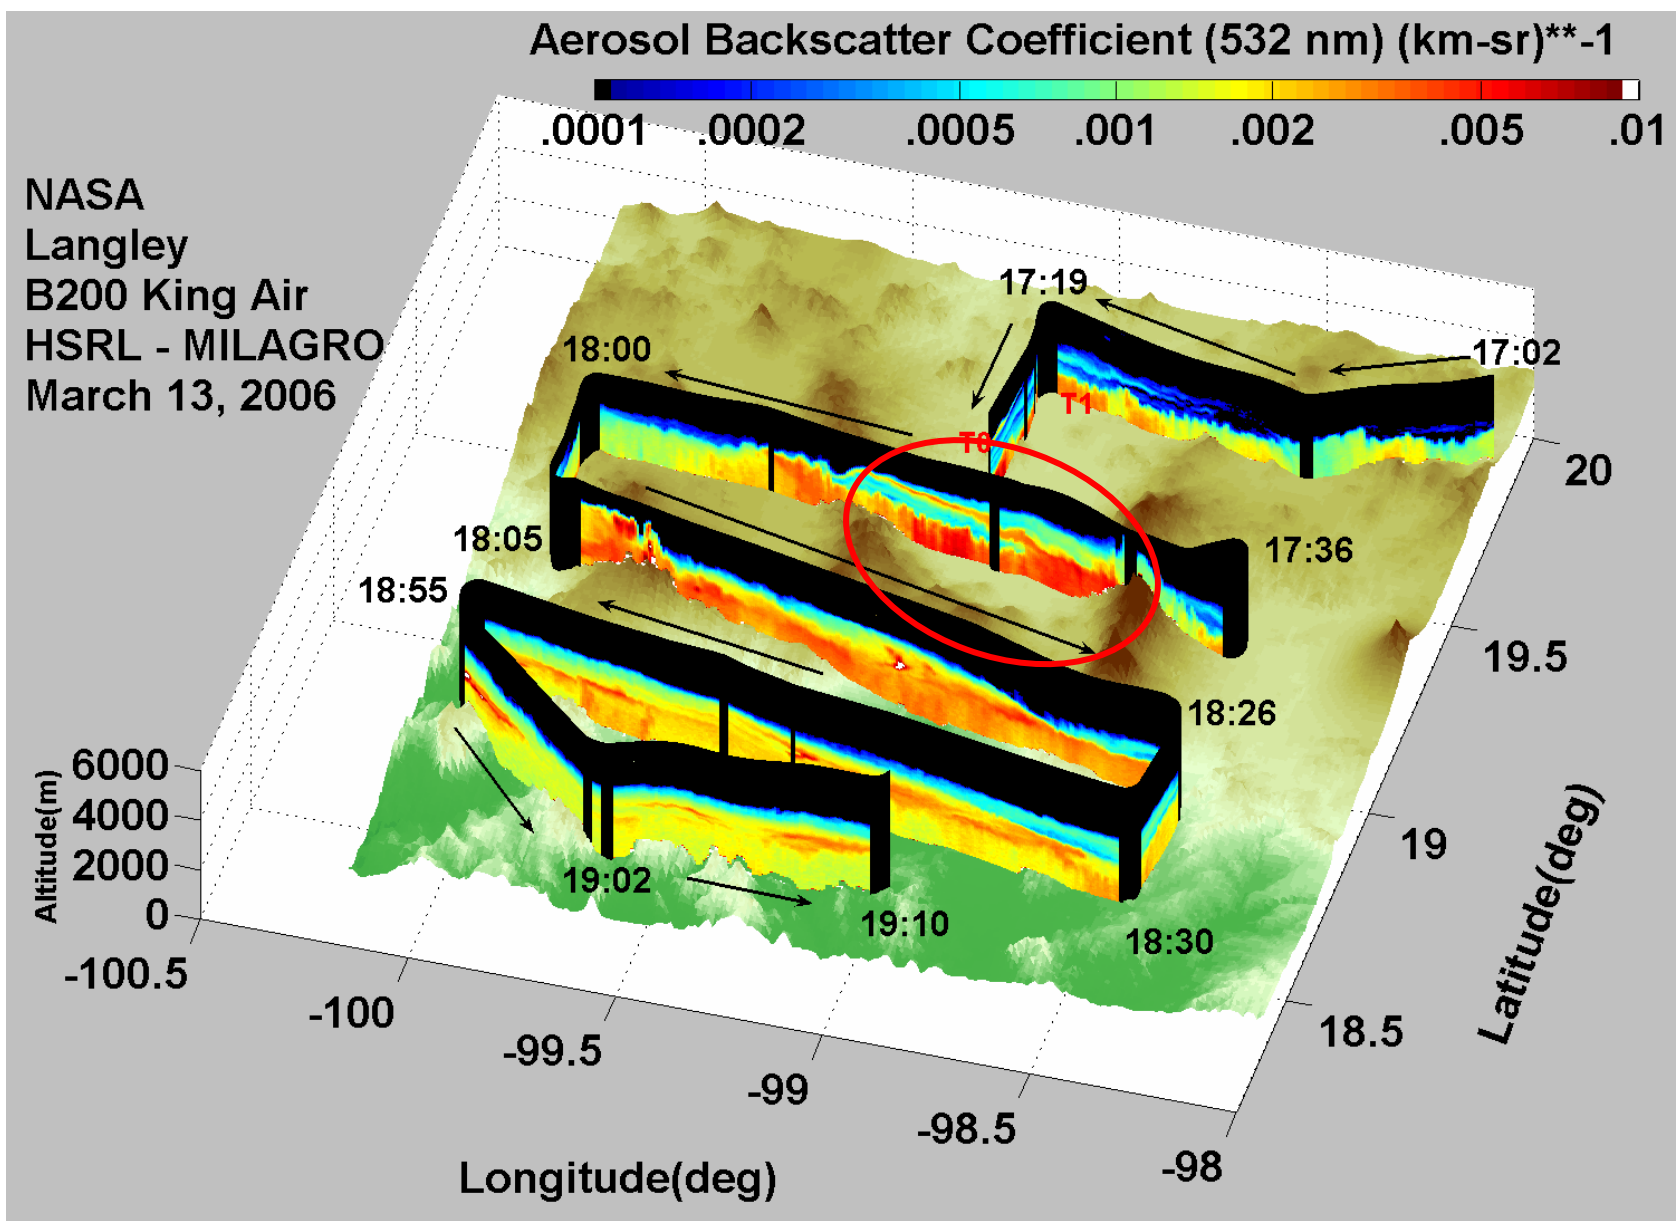 Aerosol Backscatter Coefficient (532 nm) (km-sr)**-1
.0001 .0002 .0005 .001 .002 .005 .01
NASA
Langley
B200 King Air
HSRL - MILAGRO
March 13, 2006
17:19
17:02
18:00
T1
T0
20
17:36
18:05
18:55
19.5
18:26
6000
4000
2000
0
Altitude(m)
19
19:02
19:10
18:30
18.5
Latitude(deg)
-100.5
-100
-99.5
-99
-98.5
-98
Longitude(deg)